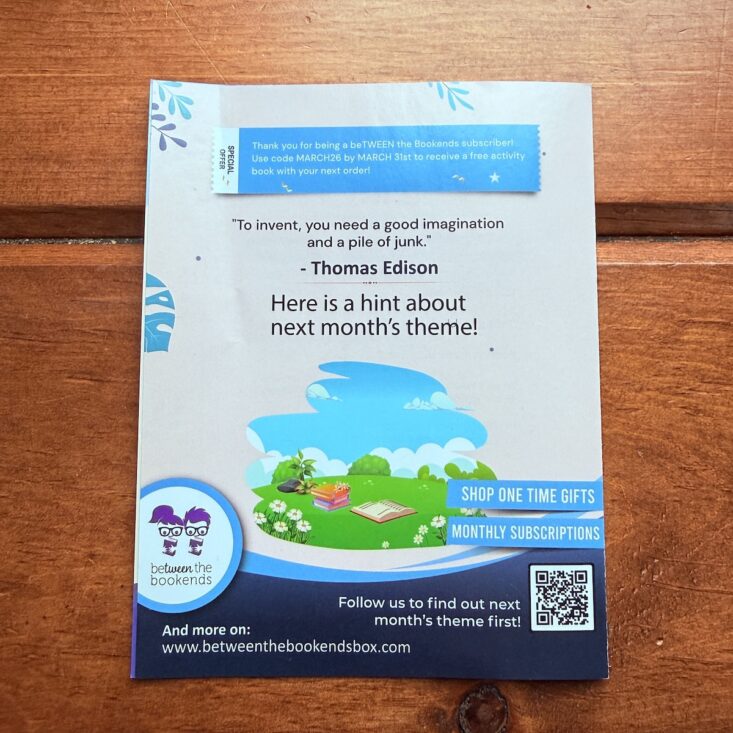 SPECIAL
OFFER
Thank you for being a beTWEEN the Bookends subscriber!
Use code MARCH26 by MARCH 31st to receive a free activity
book with your next order!
"To invent, you need a good imagination
and a pile of junk."
- Thomas Edison
Here is a hint about
next month's theme!
SHOP ONE TIME GIFTS
MONTHLY SUBSCRIPTIONS
between the
bookends
Follow us to find out next
month's theme first!
And more on:
www.betweenthebookendsbox.com